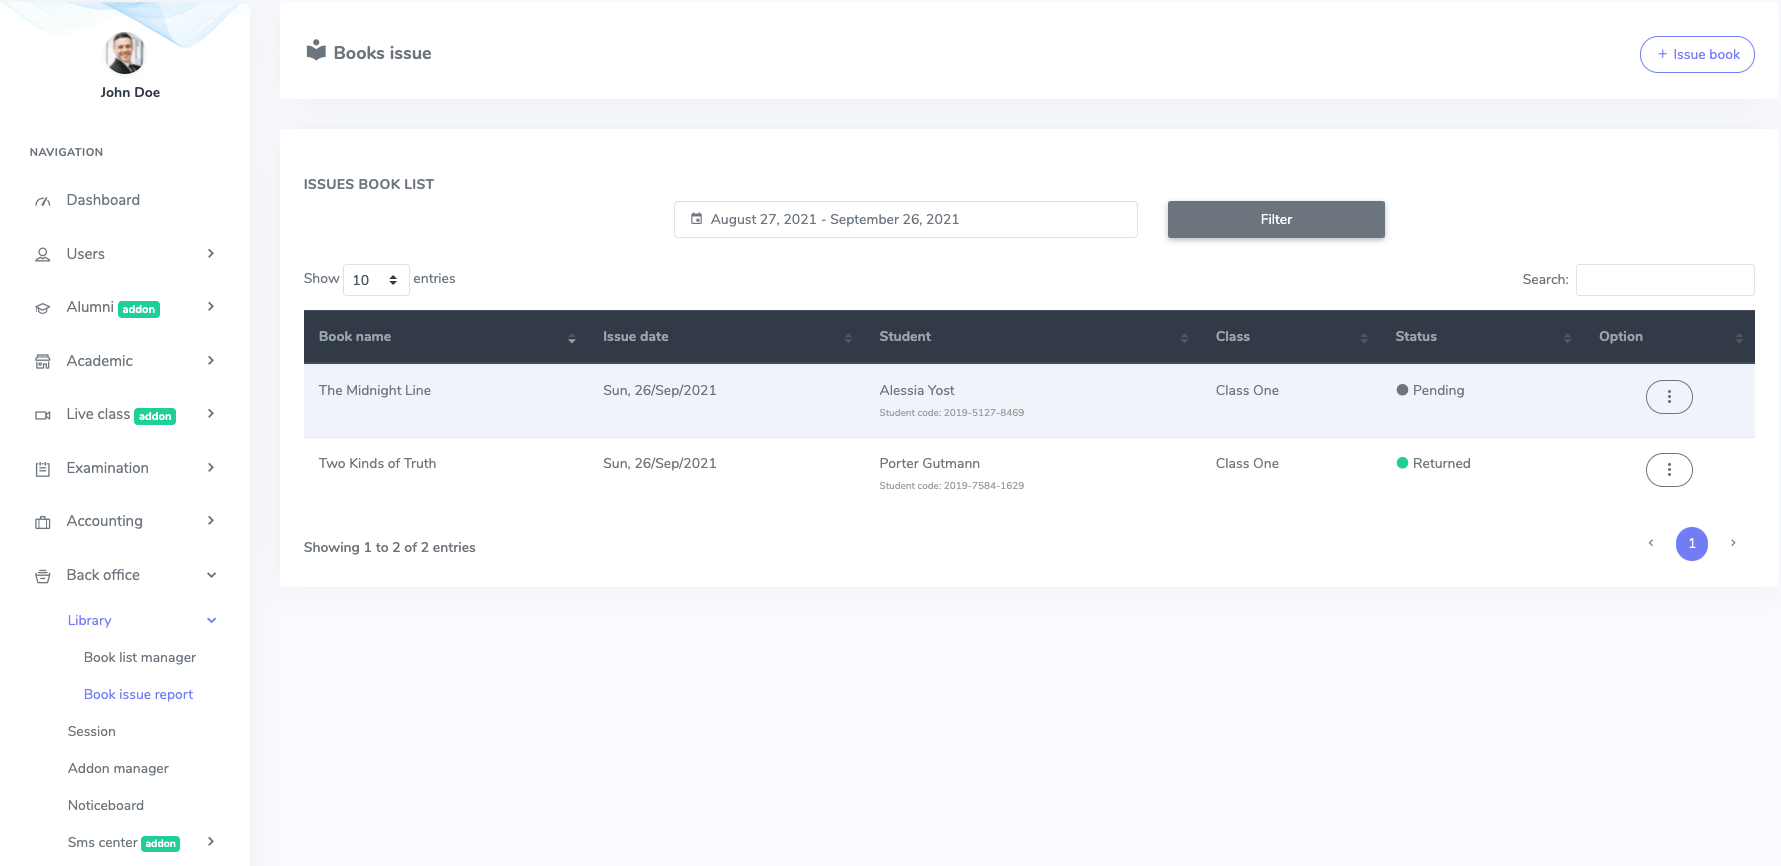 John Doe
NAVIGATION
Dashboard
Users
Alumni addon
Academic
Live class addon
Examination
Accounting
Back office
Library
Book list manager
Book issue report
Session
Addon manager
Noticeboard
Sms center addon
Books issue
+ Issue book
ISSUES BOOK LIST
August 27, 2021 - September 26, 2021 Filter
Show 10 entries Search:
Book name Issue date Student Class Status Option
The Midnight Line Sun, 26/Sep/2021 Alessia Yost Class One Pending
Student code: 2019-5127-8469
Two Kinds of Truth Sun, 26/Sep/2021 Porter Gutmann Class One Returned
Student code: 2019-7584-1629
Showing 1 to 2 of 2 entries ‹ 1 ›